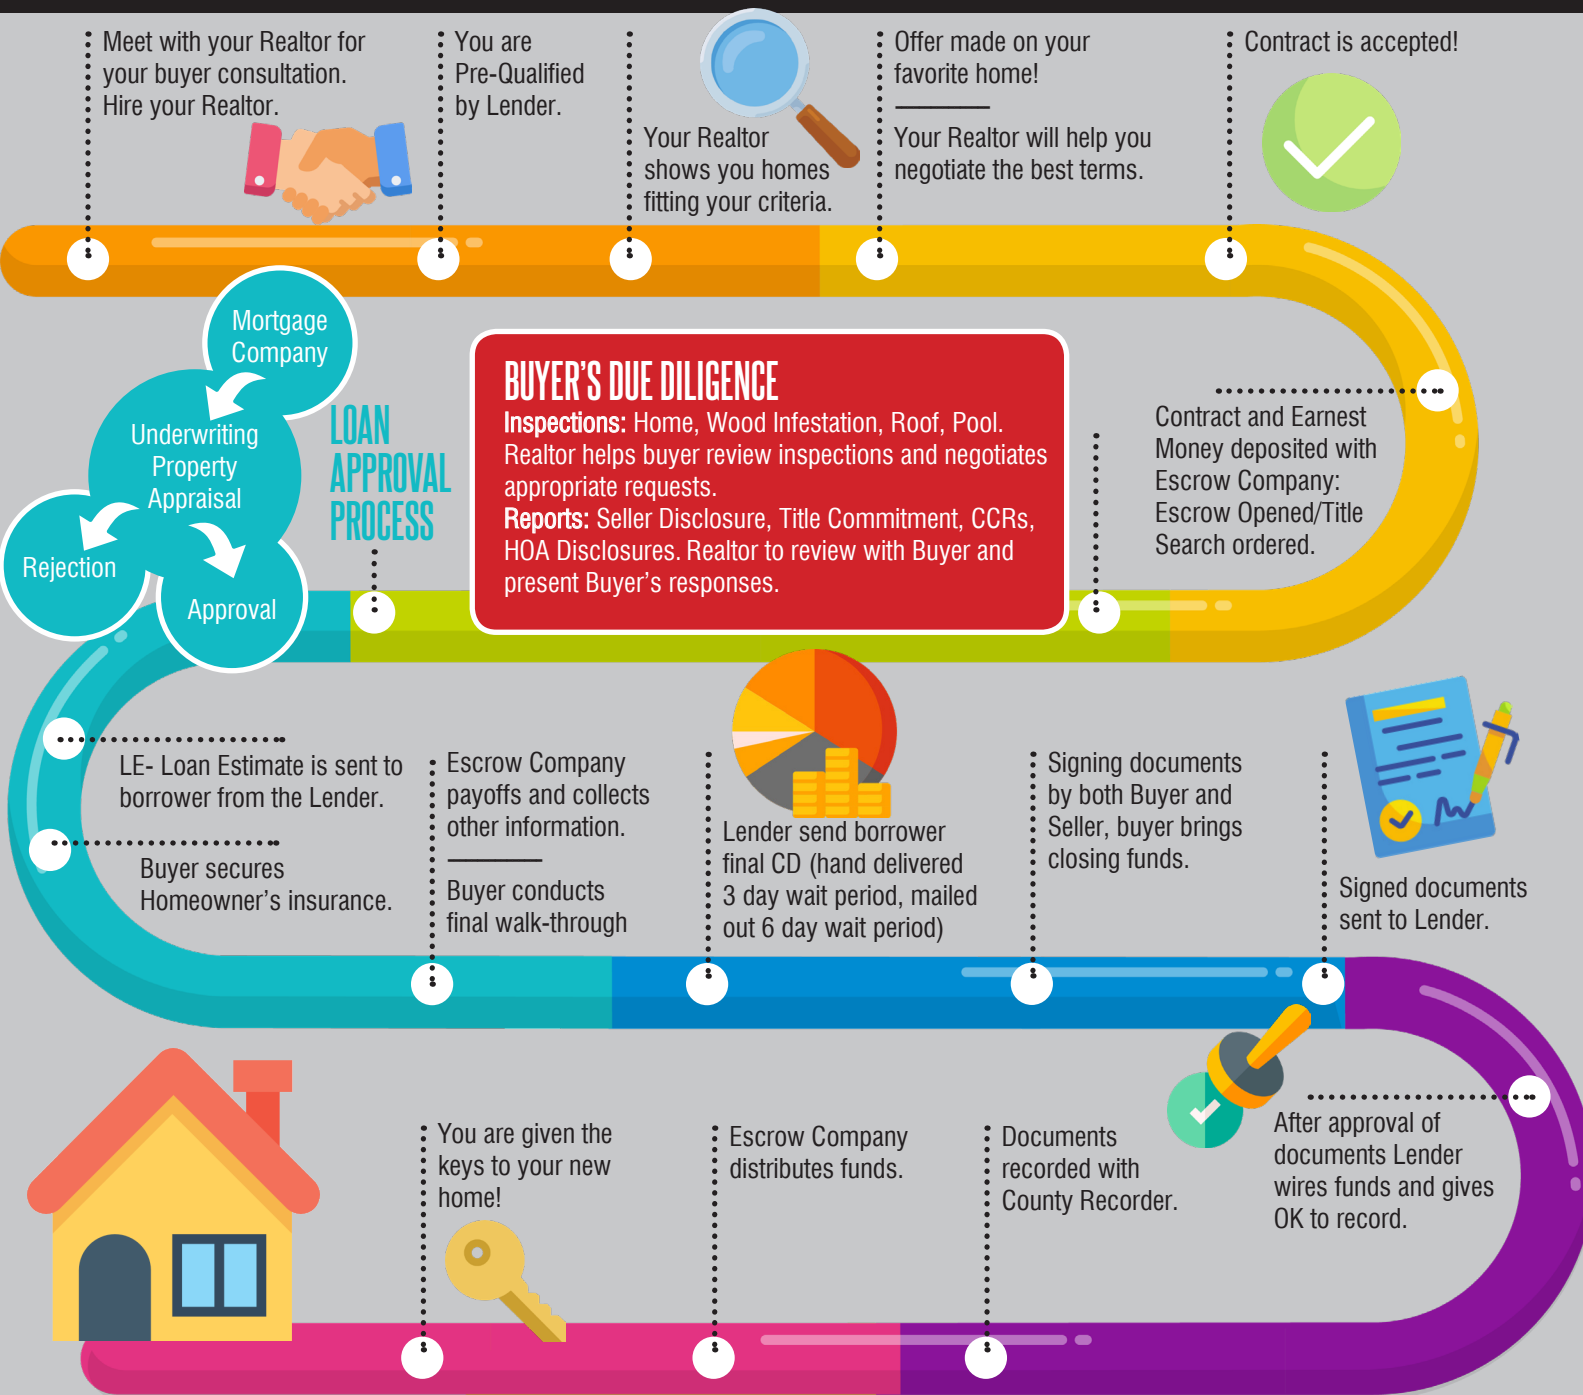 Meet with your Realtor for
your buyer consultation.
Hire your Realtor.
You are
Pre-Qualified
by Lender.
Your Realtor
shows you homes
fitting your criteria.
Offer made on your
favorite home!
Your Realtor will help you
negotiate the best terms.
Contract is accepted!
Contract and Earnest
Money deposited with
Escrow Company:
Escrow Opened/Title
Search ordered.
BUYER'S DUE DILIGENCE
Inspections: Home, Wood Infestation, Roof, Pool.
Realtor helps buyer review inspections and negotiates
appropriate requests.
Reports: Seller Disclosure, Title Commitment, CCRs,
HOA Disclosures. Realtor to review with Buyer and
present Buyer's responses.
LOAN
APPROVAL
PROCESS
Mortgage
Company
Underwriting
Property
Appraisal
Rejection
Approval
LE- Loan Estimate is sent to
borrower from the Lender.
Buyer secures
Homeowner's insurance.
Escrow Company
payoffs and collects
other information.
Buyer conducts
final walk-through
Lender send borrower
final CD (hand delivered
3 day wait period, mailed
out 6 day wait period)
Signing documents
by both Buyer and
Seller, buyer brings
closing funds.
Signed documents
sent to Lender.
After approval of
documents Lender
wires funds and gives
OK to record.
Documents
recorded with
County Recorder.
Escrow Company
distributes funds.
You are given the
keys to your new
home!